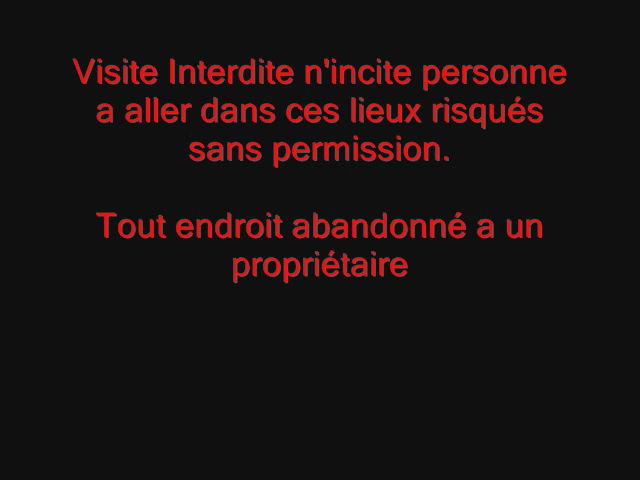 Visite Interdite n'incite personne
a aller dans ces lieux risqués
sans permission.
Tout endroit abandonné a un
propriétaire